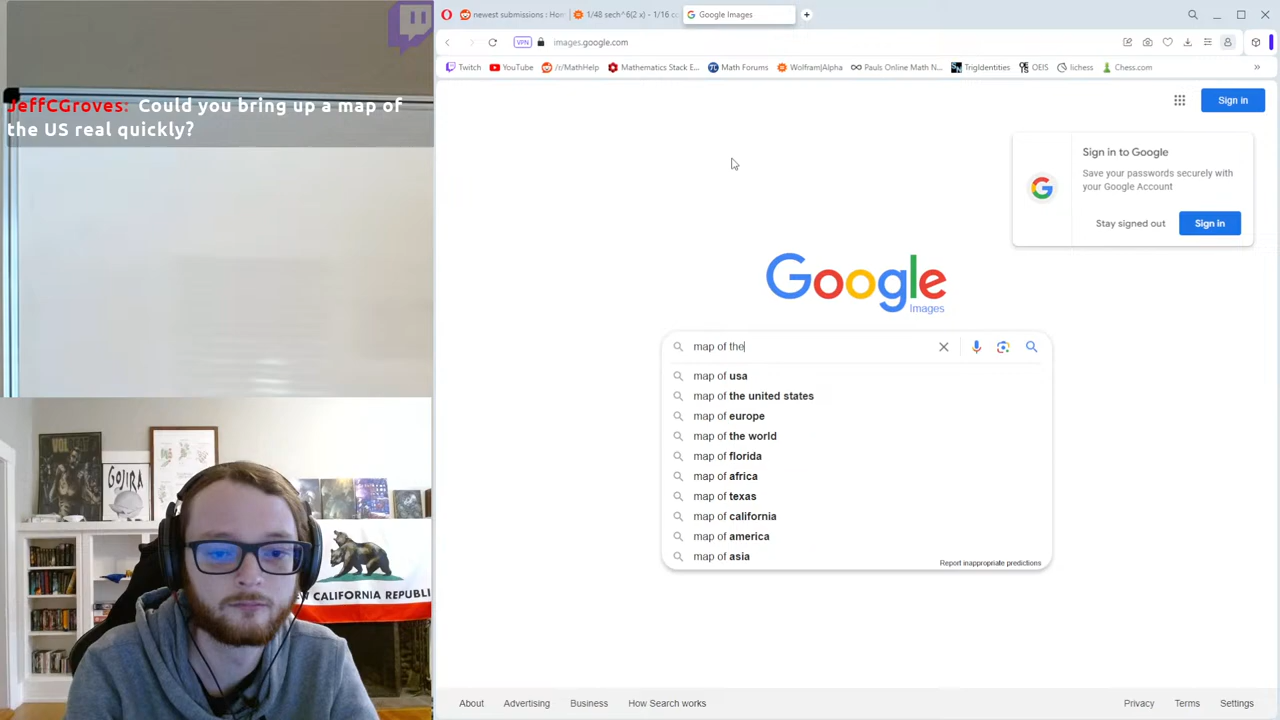 JeffCGroves: Could you bring up a map of
the US real quickly?
newest submissions : Hom
1/48 sech^6(2 x) - 1/16 co
Google Images
VPN
images.google.com
Twitch
YouTube
/r/MathHelp
Mathematics Stack E...
Math Forums
Wolfram|Alpha
Pauls Online Math N...
TrigIdentities
OEIS
lichess
Chess.com
»
Sign in
Sign in to Google
Save your passwords securely with
your Google Account
Stay signed out
Sign in
Google
Images
map of the
map of usa
map of the united states
map of europe
map of the world
map of florida
map of africa
map of texas
map of california
map of america
map of asia
Report inappropriate predictions
VOLBEAT
GOJIRA
NEW CALIFORNIA REPUBLI
About
Advertising
Business
How Search works
Privacy
Terms
Settings